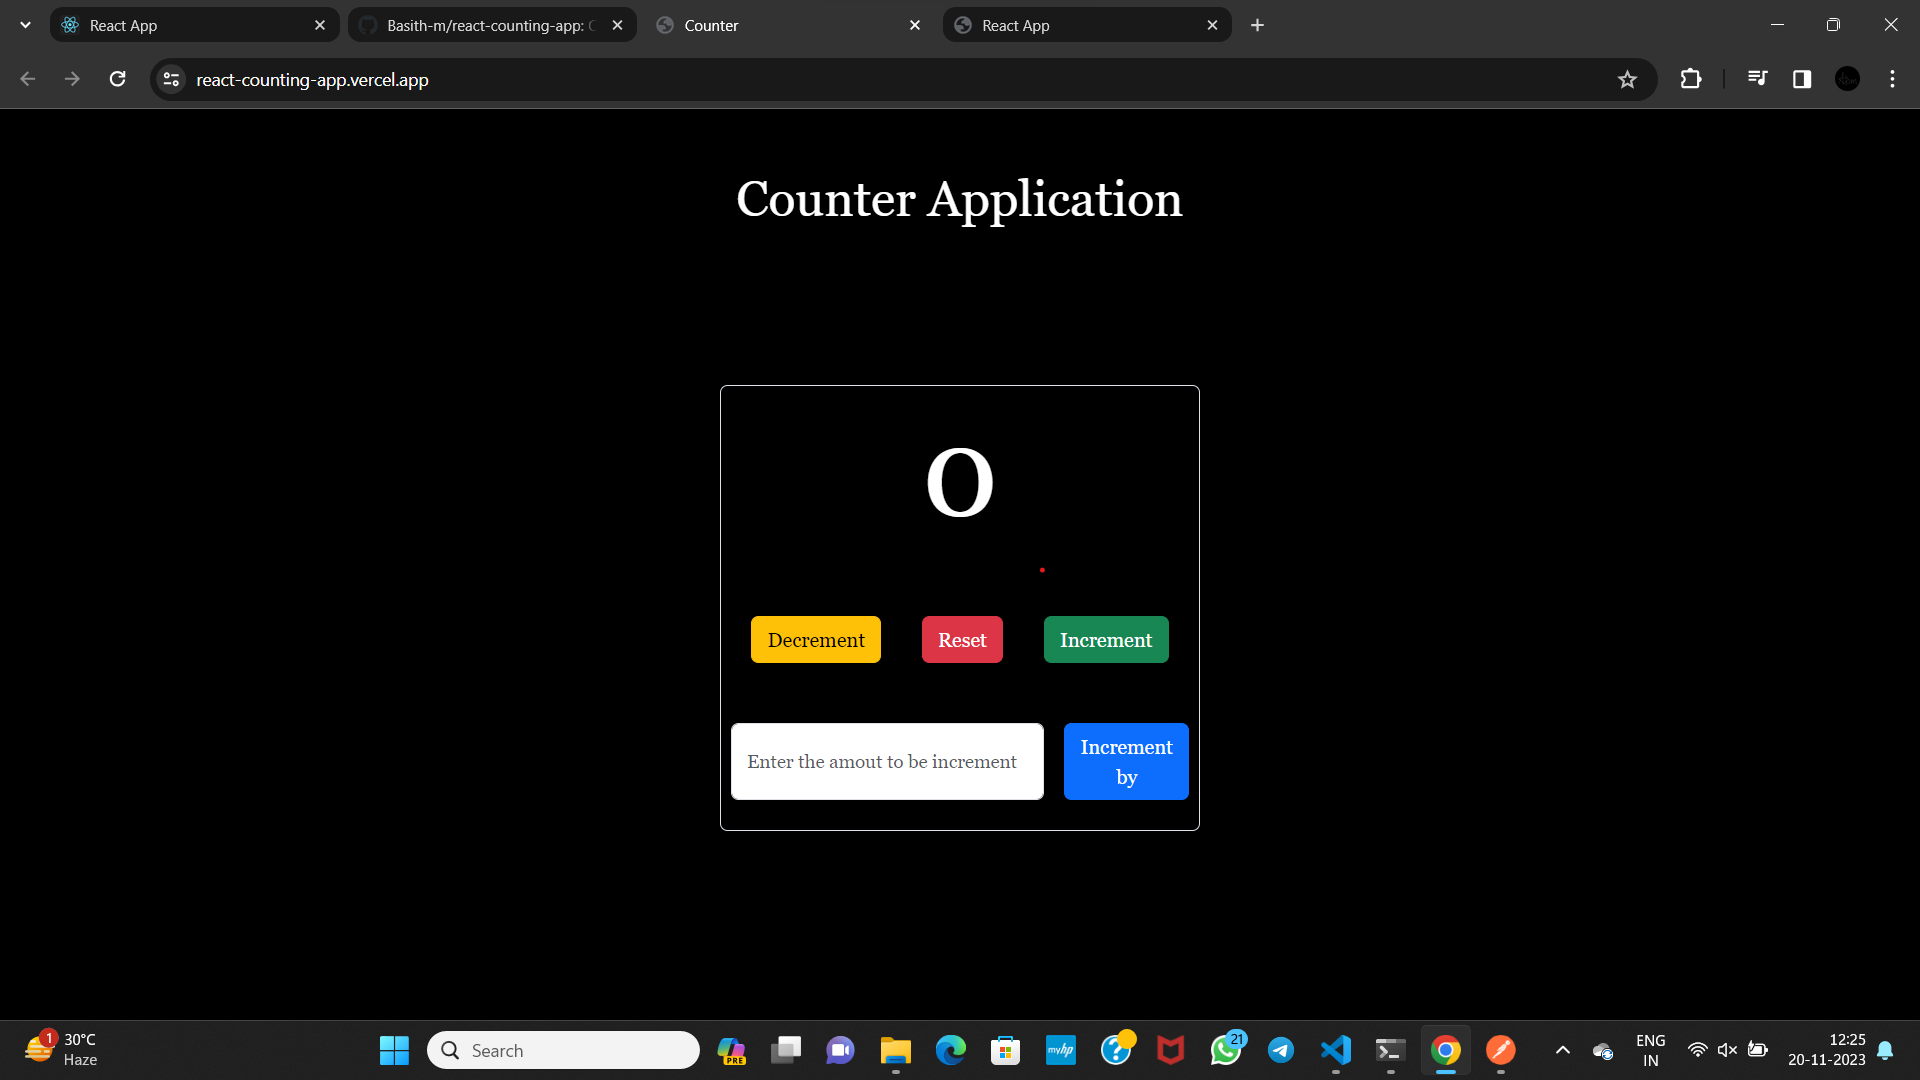 React App
Basith-m/react-counting-app: C
Counter
React App
react-counting-app.vercel.app
Counter Application
0
Decrement
Reset
Increment
Enter the amout to be increment
Increment
by
1
30°C
Haze
Search
PRE
myhp
21
ENG
IN
12:25
20-11-2023